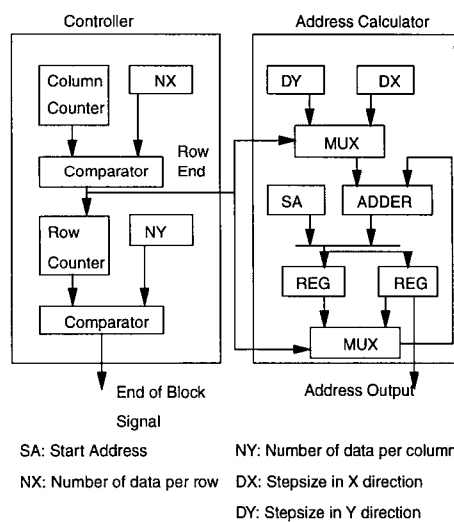 Controller
Address Calculator
Column
Counter
NX
DY
DX
MUX
Row
End
Comparator
SA
ADDER
Row
Counter
NY
REG
REG
Comparator
MUX
End of Block
Signal
Address Output
SA: Start Address
NY: Number of data per column
NX: Number of data per row
DX: Stepsize in X direction
DY: Stepsize in Y direction